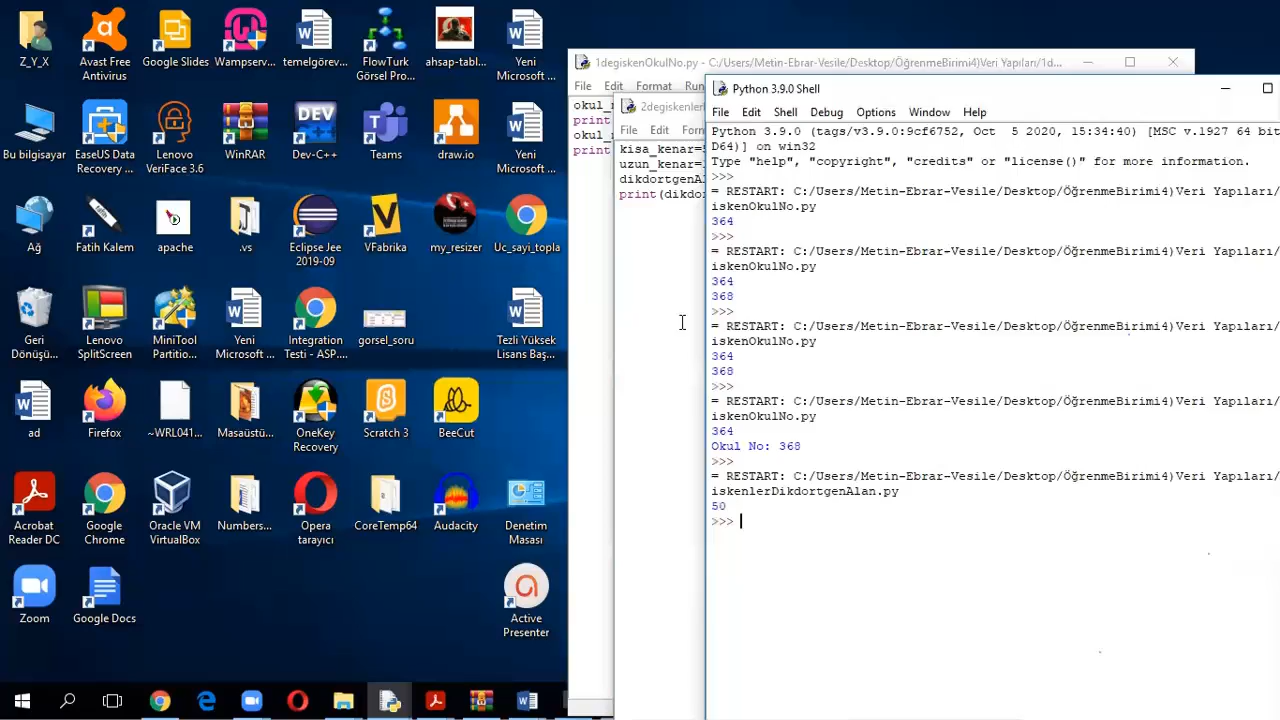 Z_Y_X
Avast Free
Antivirus
Google Slides
Wampserv...
temelgörev...
FlowTurk
Görsel Pro...
ahsap-tabl...
Yeni
Microsoft ...
Bu bilgisayar
EaseUS Data
Recovery ...
Lenovo
VeriFace 3.6
WinRAR
Dev-C++
Teams
draw.io
Yeni
Microsoft ...
Ağ
Fatih Kalem
apache
.vs
Eclipse Jee
2019-09
VFabrika
my_resizer
Uc_sayi_topla
Geri
Dönüşü...
Lenovo
SplitScreen
MiniTool
Partitio...
Yeni
Microsoft ...
Integration
Testi - ASP....
gorsel_soru
Tezli Yüksek
Lisans Baş...
ad
Firefox
~WRL041...
Masaüstü...
OneKey
Recovery
Scratch 3
BeeCut
Acrobat
Reader DC
Google
Chrome
Oracle VM
VirtualBox
Numbers...
Opera
tarayıcı
CoreTemp64
Audacity
Denetim
Masası
Zoom
Google Docs
Active
Presenter
1degiskenOkulNo.py - C:/Users/Metin-Ebrar-Vesile/Desktop/ÖğrenmeBirimi4)Veri Yapıları/1d...
File Edit Format Run
okul_
print
okul_
print
2degiskenler
File Edit Form
kisa_kenar=5
uzun_kenar=
dikdortgenAl
print(dikdo
Python 3.9.0 Shell
File Edit Shell Debug Options Window Help
Python 3.9.0 (tags/v3.9.0:9cf6752, Oct 5 2020, 15:34:40) [MSC v.1927 64 bit
D64)] on win32
Type "help", "copyright", "credits" or "license()" for more information.
>>>
= RESTART: C:/Users/Metin-Ebrar-Vesile/Desktop/ÖğrenmeBirimi4)Veri Yapıları/
iskenOkulNo.py
364
>>>
= RESTART: C:/Users/Metin-Ebrar-Vesile/Desktop/ÖğrenmeBirimi4)Veri Yapıları/
iskenOkulNo.py
364
368
>>>
= RESTART: C:/Users/Metin-Ebrar-Vesile/Desktop/ÖğrenmeBirimi4)Veri Yapıları/
iskenOkulNo.py
364
368
>>>
= RESTART: C:/Users/Metin-Ebrar-Vesile/Desktop/ÖğrenmeBirimi4)Veri Yapıları/
iskenOkulNo.py
364
Okul No: 368
>>>
= RESTART: C:/Users/Metin-Ebrar-Vesile/Desktop/ÖğrenmeBirimi4)Veri Yapıları/
iskenlerDikdortgenAlan.py
50
>>>